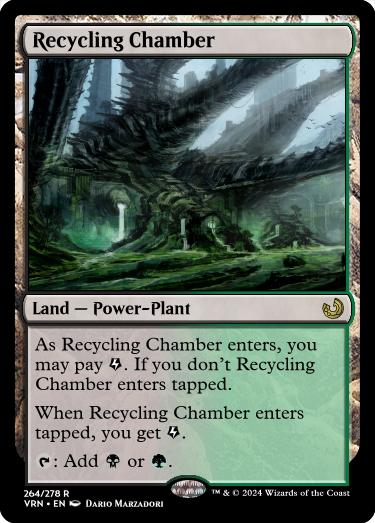 Recycling Chamber
Land — Power-Plant
As Recycling Chamber enters, you
may pay. If you don't Recycling
Chamber enters tapped.
When Recycling Chamber enters
tapped, you get.
: Add or.
264/278 R
VRN • EN DARIO MARZADORI
™ & © 2024 Wizards of the Coast